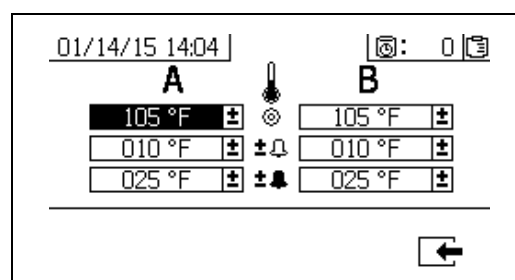 01/14/15 14:04 : 0
A B
105 °F ± 105 °F ±
010 °F ± ± 010 °F ±
025 °F ± ± 025 °F ±